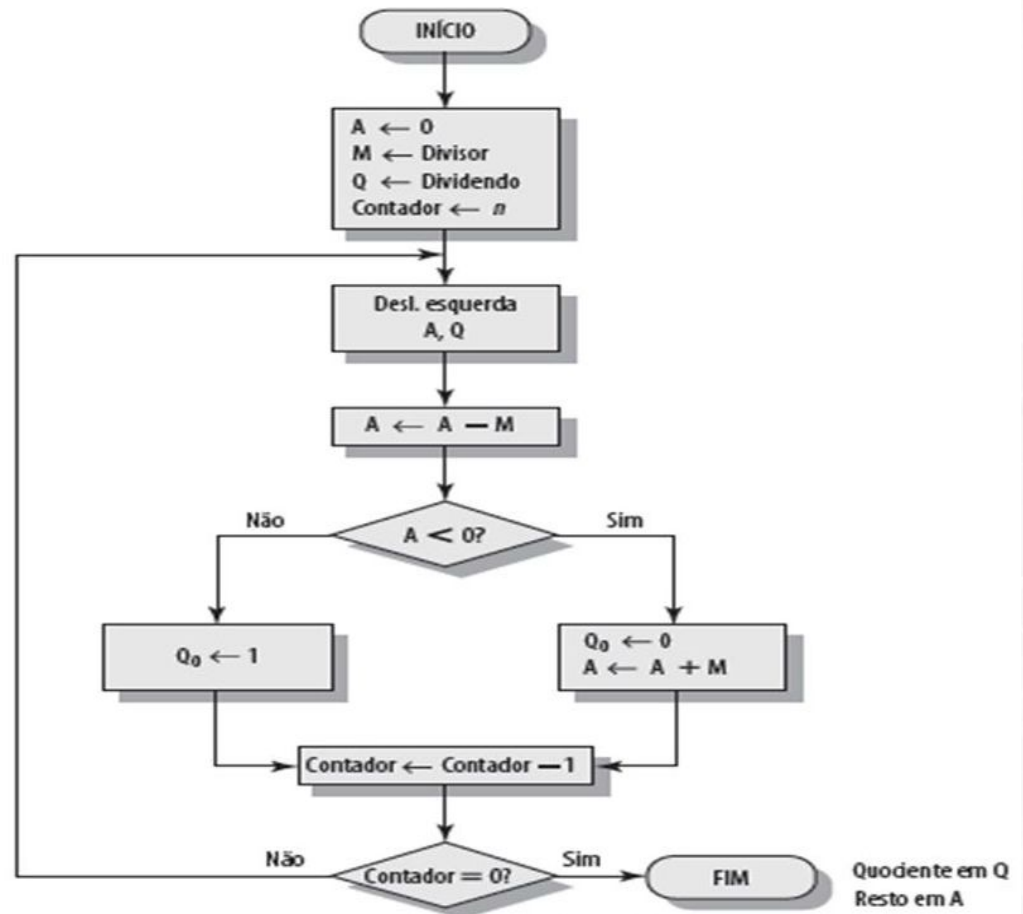 INÍCIO
A ← 0
M ← Divisor
Q ← Dividendo
Contador ← n
Desl. esquerda
A, Q
A ← A − M
Não
A < 0?
Sim
Q₀ ← 1
Q₀ ← 0
A ← A + M
Contador ← Contador − 1
Não
Contador = 0?
Sim
FIM
Quociente em Q
Resto em A